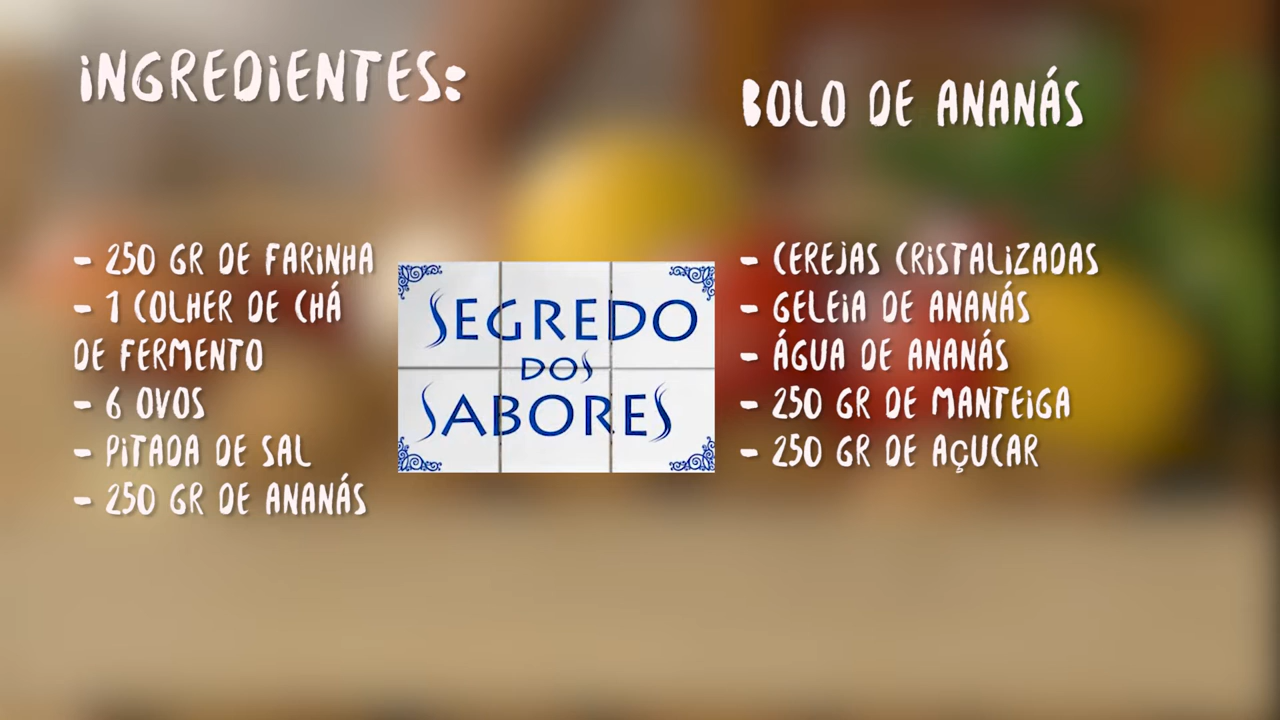 INGREDIENTES:
BOLO DE ANANÁS
- 250 GR DE FARINHA
- 1 COLHER DE CHÁ
DE FERMENTO
- 6 OVOS
- PITADA DE SAL
- 250 GR DE ANANÁS
SEGREDO
DOS
SABORES
- CEREJAS CRISTALIZADAS
- GELEIA DE ANANÁS
- ÁGUA DE ANANÁS
- 250 GR DE MANTEIGA
- 250 GR DE AÇUCAR